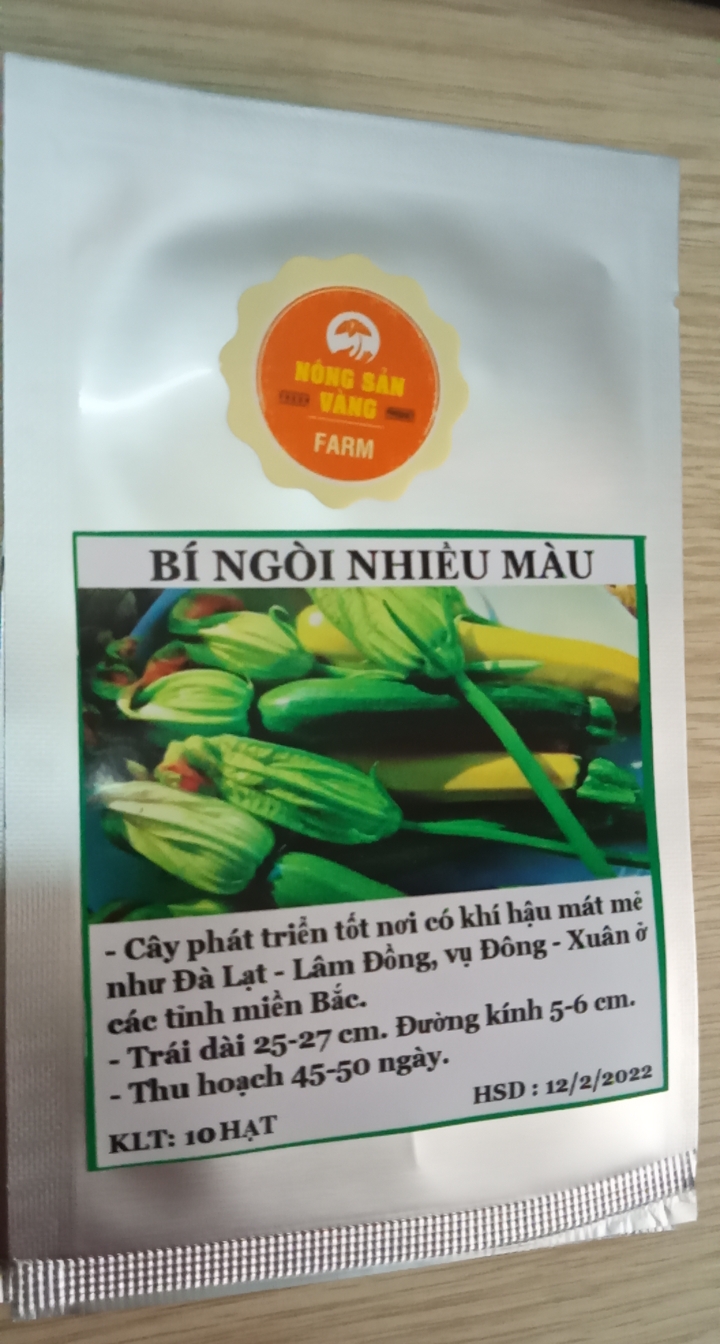 NÔNG SẢN
VÀNG
FARM
BÍ NGÒI NHIỀU MÀU
- Cây phát triển tốt nơi có khí hậu mát mẻ
như Đà Lạt - Lâm Đồng, vụ Đông - Xuân ở
các tỉnh miền Bắc.
- Trái dài 25-27 cm. Đường kính 5-6 cm.
- Thu hoạch 45-50 ngày.
HSD : 12/2/2022
KLT: 10 HẠT